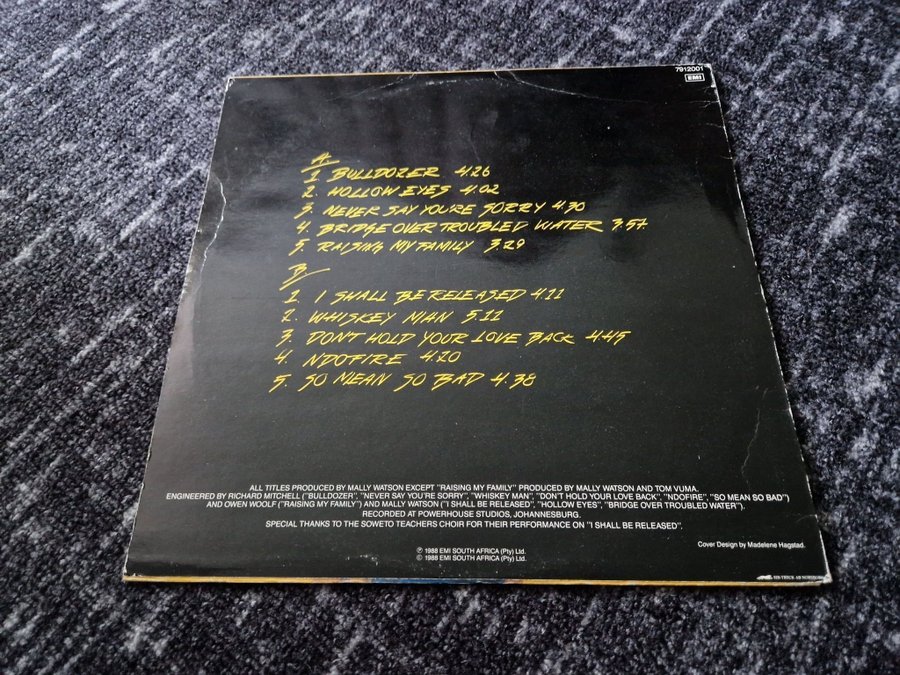 7912001
EMI
A.
1. BULLDOZER 4.26
2. HOLLOW EYES 4.02
3. NEVER SAY YOU'RE SORRY 4.30
4. BRIDGE OVER TROUBLED WATER 3.57
5. RAISING MY FAMILY 3.29
B.
1. I SHALL BE RELEASED 4.11
2. WHISKEY MAN 5.11
3. DON'T HOLD YOUR LOVE BACK 4.45
4. NDOFIRE 4.20
5. SO MEAN SO BAD 4.38
ALL TITLES PRODUCED BY MALLY WATSON EXCEPT "RAISING MY FAMILY" PRODUCED BY MALLY WATSON AND TOM VUMA.
ENGINEERED BY RICHARD MITCHELL ("BULLDOZER", "NEVER SAY YOU'RE SORRY", "WHISKEY MAN", "DON'T HOLD YOUR LOVE BACK", "NDOFIRE", "SO MEAN SO BAD")
AND OWEN WOOLF ("RAISING MY FAMILY") AND MALLY WATSON ("I SHALL BE RELEASED", "HOLLOW EYES", "BRIDGE OVER TROUBLED WATER").
RECORDED AT POWERHOUSE STUDIOS, JOHANNESBURG.
SPECIAL THANKS TO THE SOWETO TEACHERS CHOIR FOR THEIR PERFORMANCE ON "I SHALL BE RELEASED".
Cover Design by Madelene Hagstad.
℗ 1988 EMI SOUTH AFRICA (Pty) Ltd.
© 1988 EMI SOUTH AFRICA (Pty) Ltd.